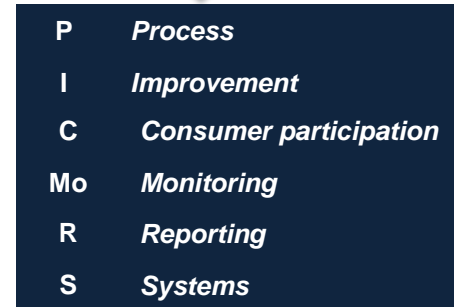 P Process
I Improvement
C Consumer participation
Mo Monitoring
R Reporting
S Systems